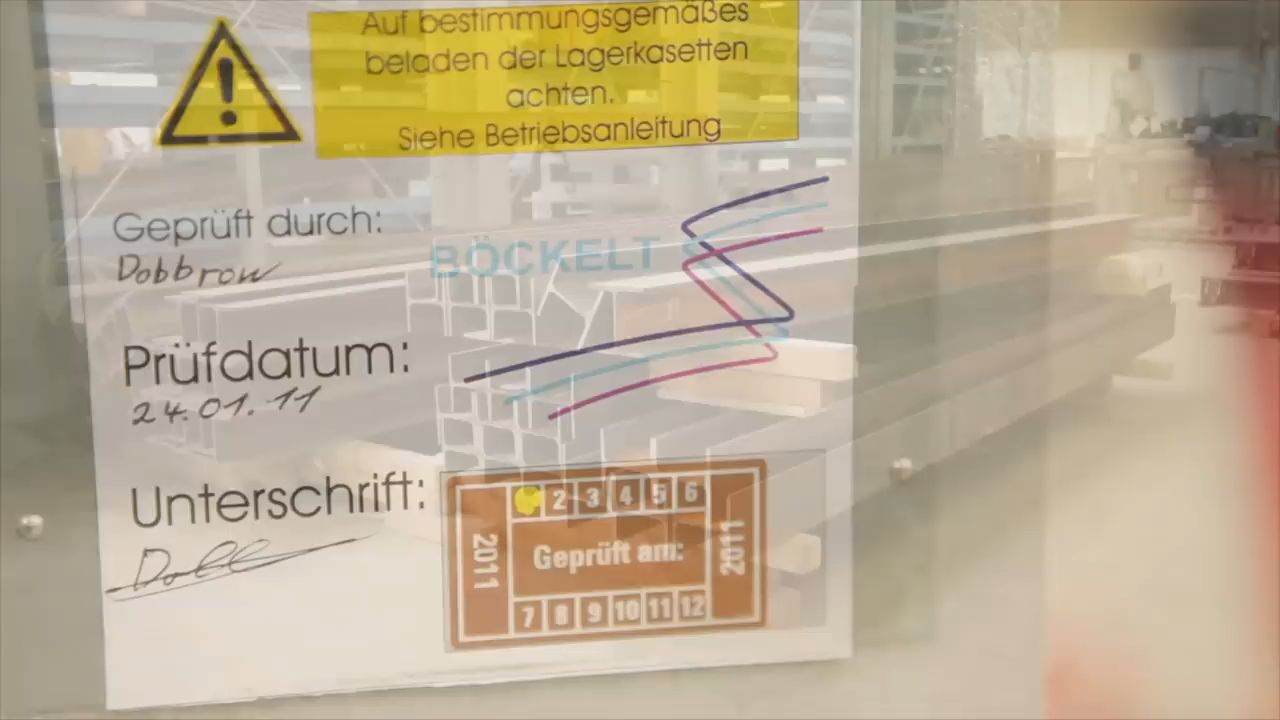 Auf bestimmungsgemäßes
beladen der Lagerkasetten
achten.
Siehe Betriebsanleitung
Geprüft durch:
Dobbrow
BÖCKELT
Prüfdatum:
24.01.11
Unterschrift:
2 3 4 5 6
2011
Geprüft am:
2011
7 8 9 10 11 12